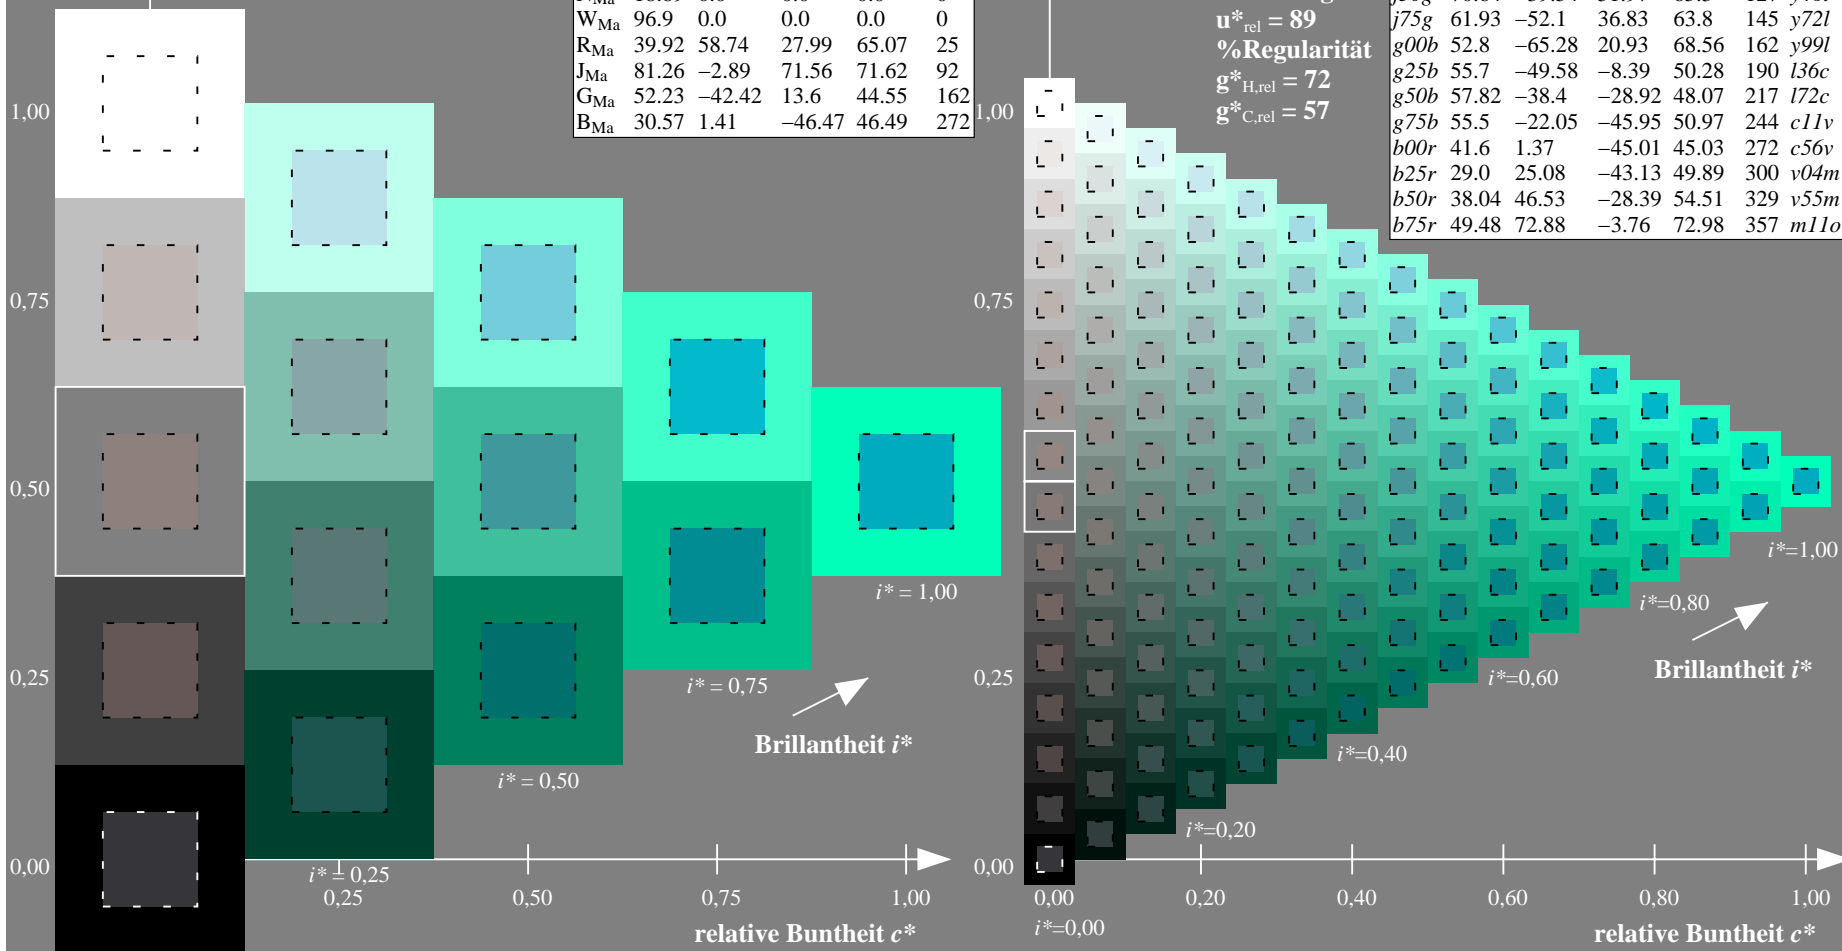 W_Ma 96.9 0.0 0.0 0.0 0
R_Ma 39.92 58.74 27.99 65.07 25
J_Ma 81.26 −2.89 71.56 71.62 92
G_Ma 52.23 −42.42 13.6 44.55 162
B_Ma 30.57 1.41 −46.47 46.49 272
u*rel = 89
%Regularität
g*H,rel = 72
g*C,rel = 57
j75g 61.93 −52.1 36.83 63.8 145 y72l
g00b 52.8 −65.28 20.93 68.56 162 y99l
g25b 55.7 −49.58 −8.39 50.28 190 l36c
g50b 57.82 −38.4 −28.92 48.07 217 l72c
g75b 55.5 −22.05 −45.95 50.97 244 c11v
b00r 41.6 1.37 −45.01 45.03 272 c56v
b25r 29.0 25.08 −43.13 49.89 300 v04m
b50r 38.04 46.53 −28.39 54.51 329 v55m
b75r 49.48 72.88 −3.76 72.98 357 m11o
1,00
0,75
0,50
0,25
0,00
i* = 1,00
i* = 0,75
Brillantheit i*
i* = 0,50
i* = 0,25
0,25 0,50 0,75 1,00
relative Buntheit c*
1,00
0,75
0,50
0,25
0,00
i*=1,00
i*=0,80
Brillantheit i*
i*=0,60
i*=0,40
i*=0,20
0,00 0,20 0,40 0,60 0,80 1,00
i*=0,00
relative Buntheit c*